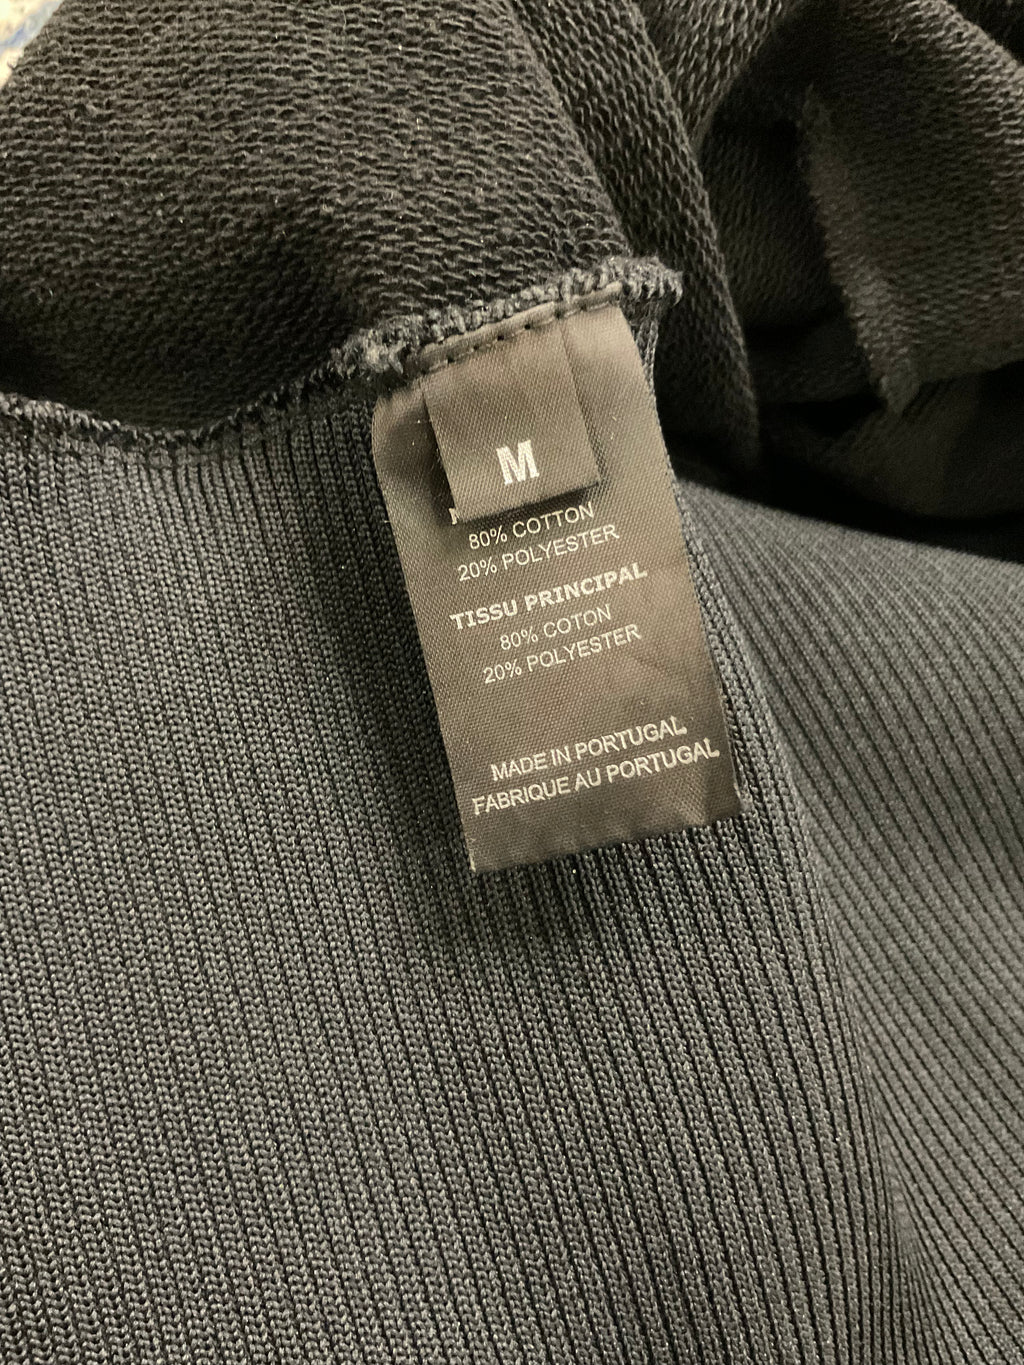 M
80% COTTON
20% POLYESTER
TISSU PRINCIPAL
80% COTON
20% POLYESTER
MADE IN PORTUGAL
FABRIQUE AU PORTUGAL